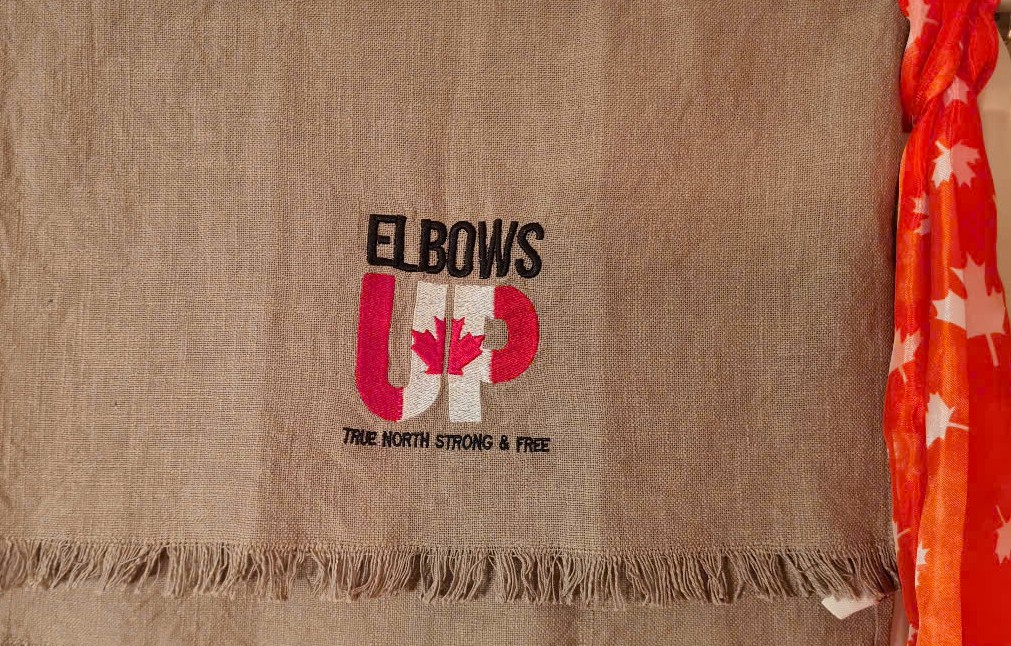 ELBOWS
UP
TRUE NORTH STRONG & FREE